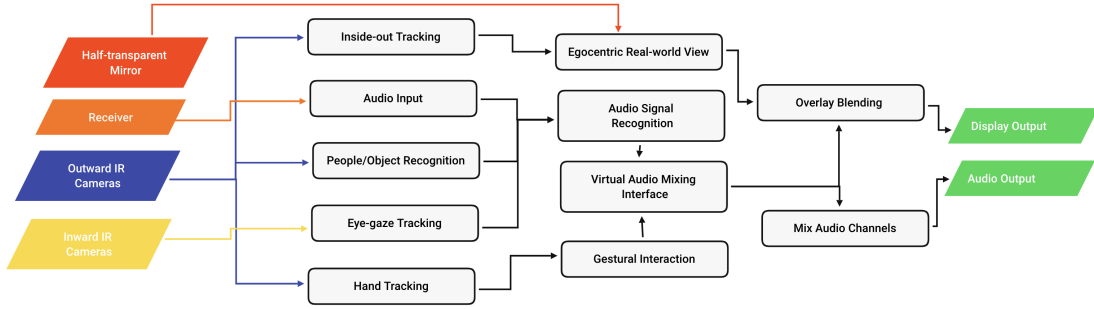 Half-transparent
Mirror
Receiver
Outward IR
Cameras
Inward IR
Cameras
Inside-out Tracking
Audio Input
People/Object Recognition
Eye-gaze Tracking
Hand Tracking
Egocentric Real-world View
Audio Signal
Recognition
Virtual Audio Mixing
Interface
Gestural Interaction
Overlay Blending
Mix Audio Channels
Display Output
Audio Output